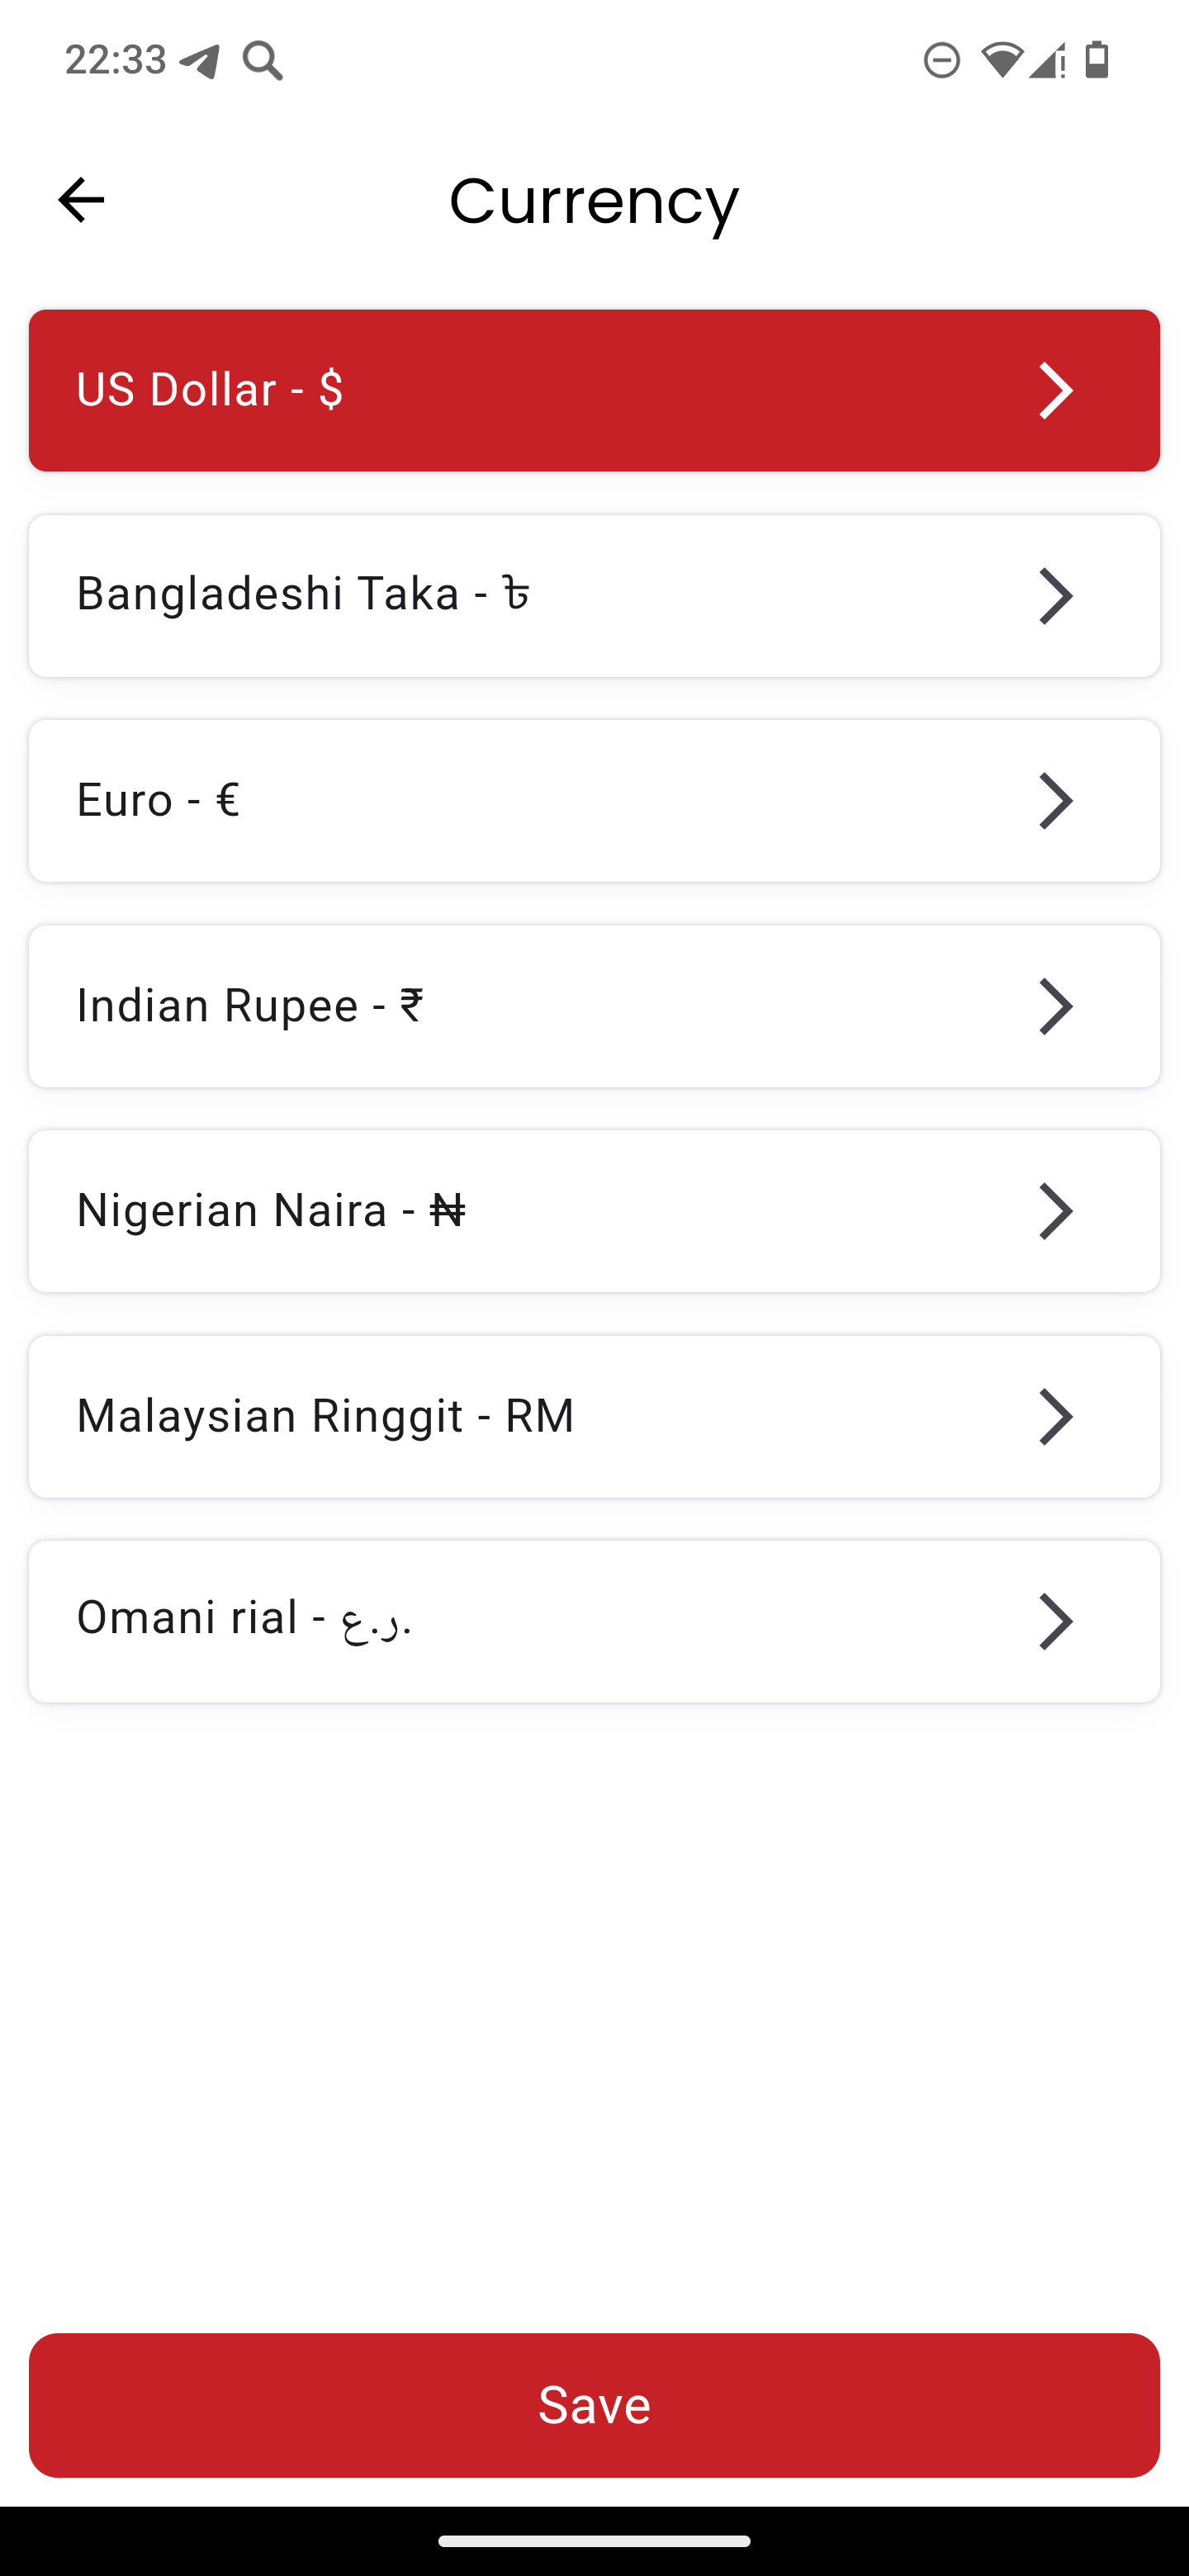 22:33
Currency
US Dollar - $
Bangladeshi Taka - ৳
Euro - €
Indian Rupee - ₹
Nigerian Naira - ₦
Malaysian Ringgit - RM
Omani rial - ر.ع.
Save